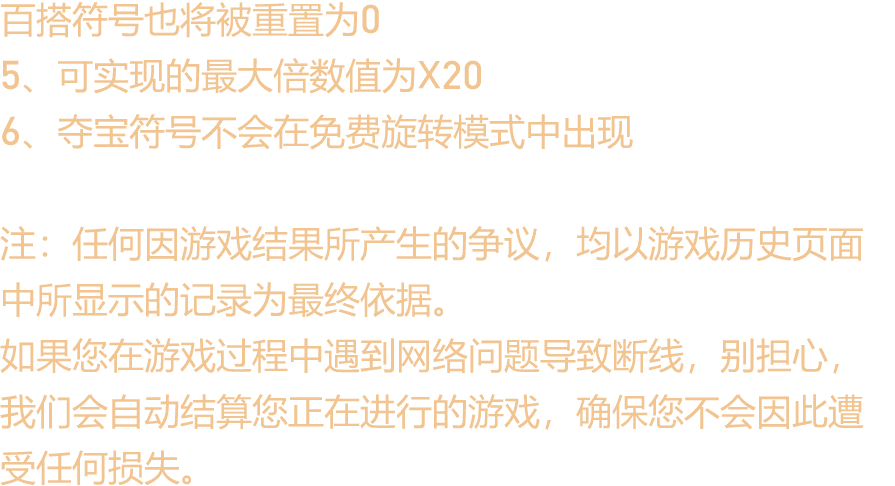 百搭符号也将被重置为0
5、可实现的最大倍数值为X20
6、夺宝符号不会在免费旋转模式中出现
注：任何因游戏结果所产生的争议，均以游戏历史页面
中所显示的记录为最终依据。
如果您在游戏过程中遇到网络问题导致断线，别担心，
我们会自动结算您正在进行的游戏，确保您不会因此遭
受任何损失。